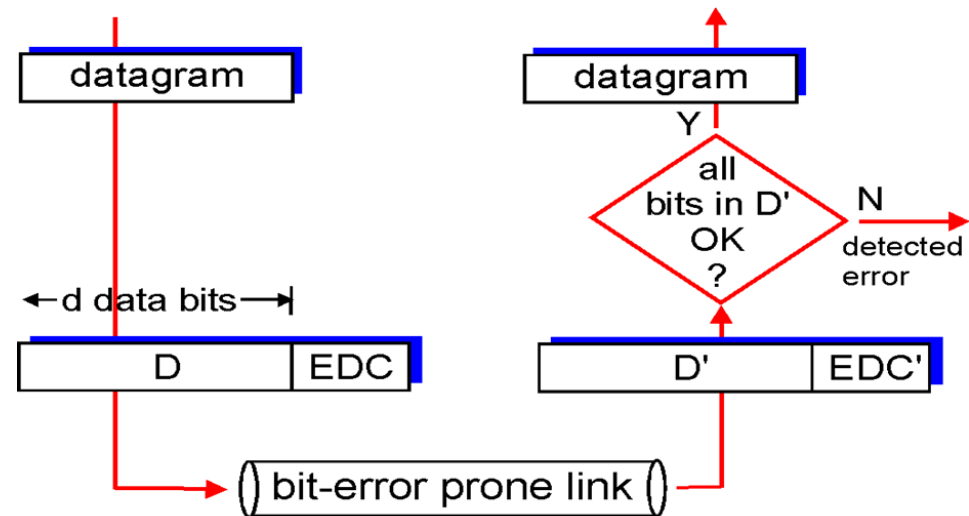 datagram
datagram
Y
all
bits in D'
OK
?
N
detected
error
d data bits
D
EDC
D'
EDC'
bit-error prone link